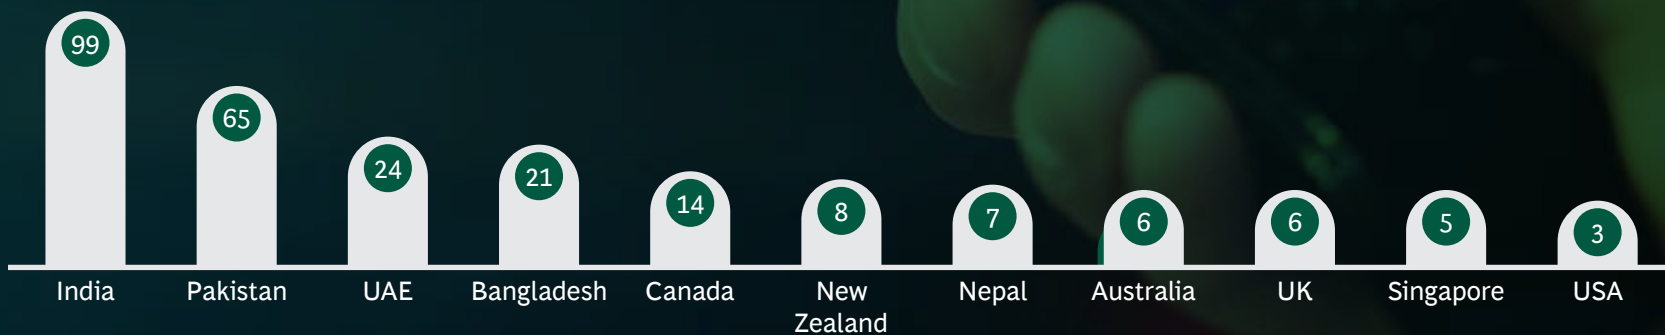 99
65
24
21
14
8
7
6
6
5
3
India
Pakistan
UAE
Bangladesh
Canada
New
Zealand
Nepal
Australia
UK
Singapore
USA